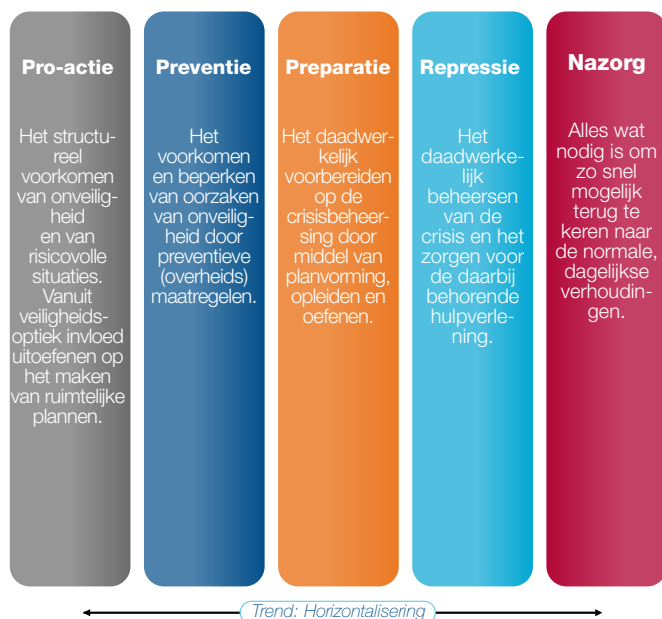 Pro-actie
Het structu-
reel
voorkomen
van onveilig-
heid
en van
risicovolle
situaties.
Vanuit
veiligheids-
optiek invloed
uitoefenen op
het maken
van ruimtelijke
plannen.
Preventie
Het
voorkomen
en beperken
van oorzaken
van onveilig-
heid door
preventieve
(overheids)
maatregelen.
Preparatie
Het daadwer-
kelijk
voorbereiden
op de
crisisbeheer-
sing door
middel van
planvorming,
opleiden en
oefenen.
Repressie
Het
daadwerke-
lijk
beheersen
van de
crisis en het
zorgen voor
de daarbij
behorende
hulpverle-
ning.
Nazorg
Alles wat
nodig is om
zo snel
mogelijk
terug te
keren naar
de normale,
dagelijkse
verhoudin-
gen.
Trend: Horizontalisering